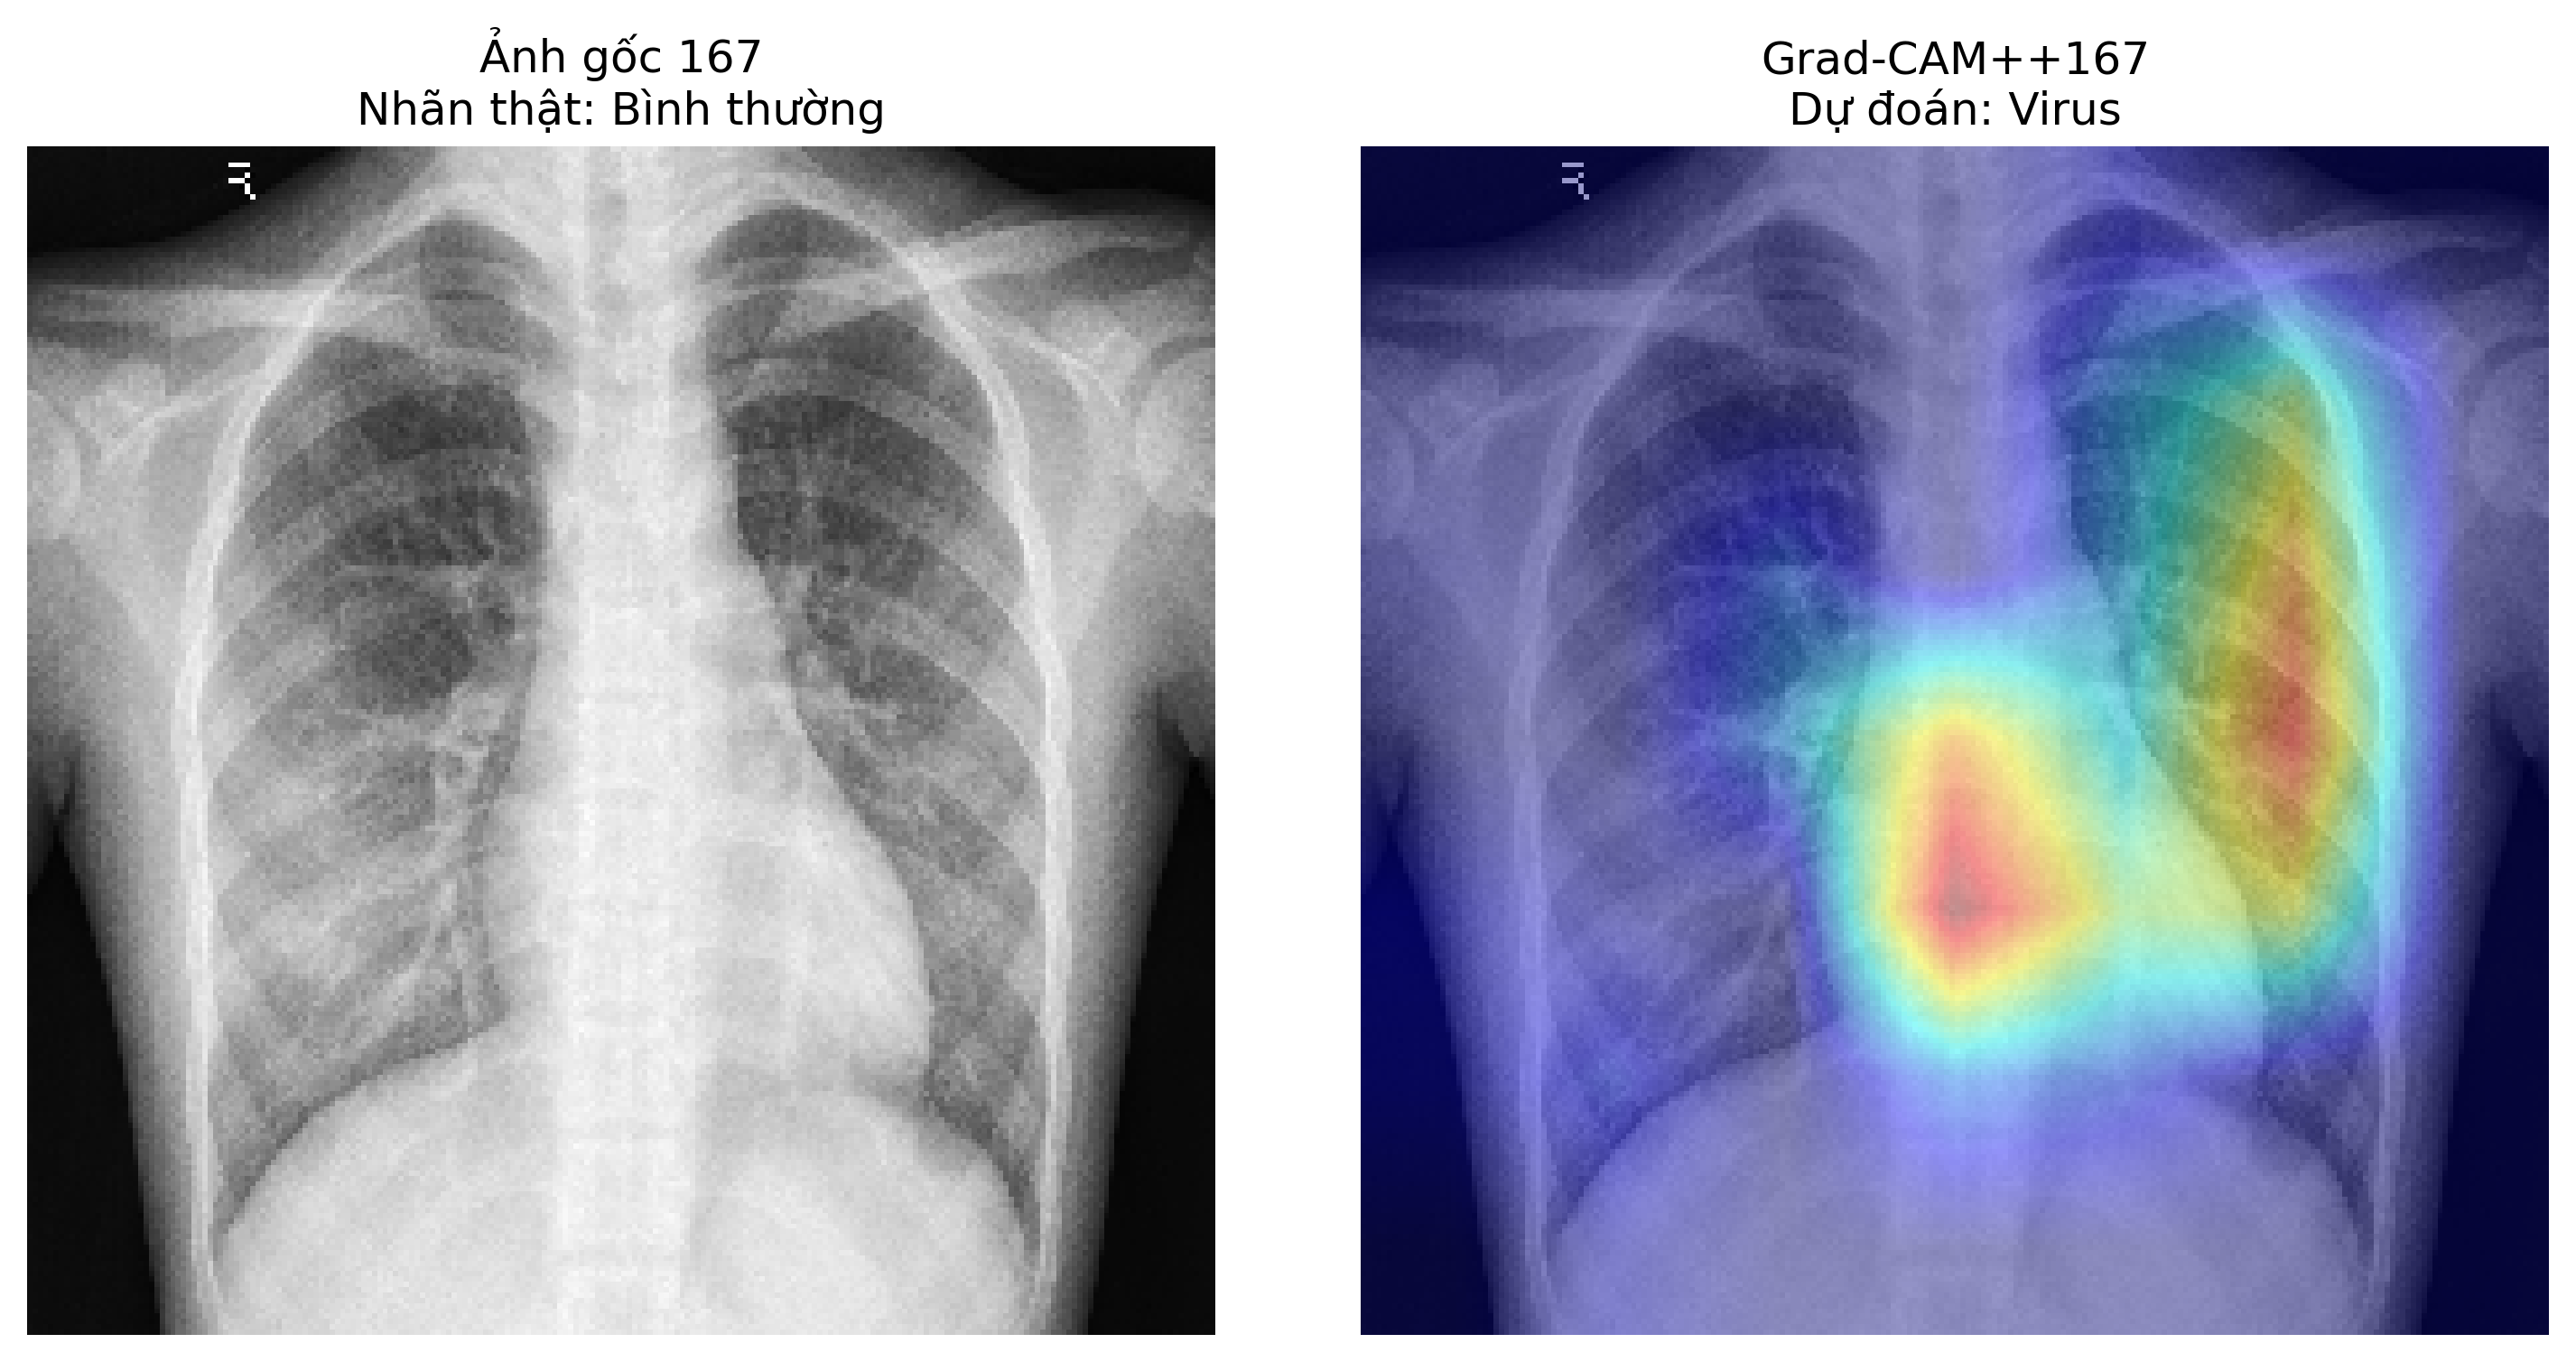 Ảnh gốc 167
Nhãn thật: Bình thường
Grad-CAM++167
Dự đoán: Virus